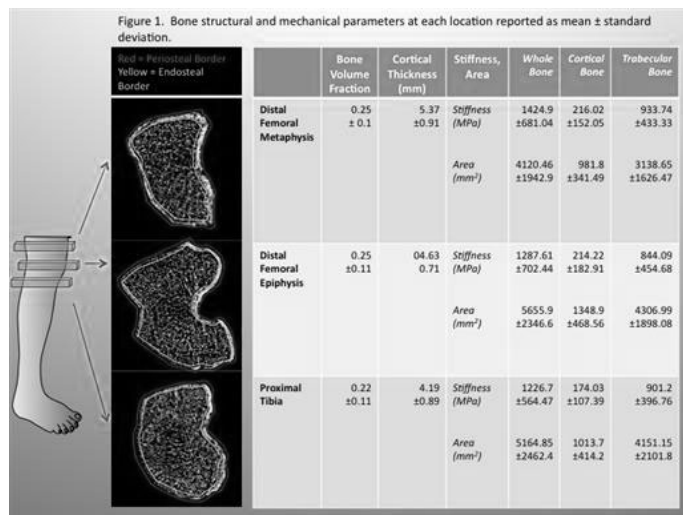 Figure 1. Bone structural and mechanical parameters at each location reported as mean ± standard
deviation.
Red = Periosteal Border
Yellow = Endosteal
Border
Bone
Volume
Fraction
Cortical
Thickness
(mm)
Stiffness,
Area
Whole
Bone
Cortical
Bone
Trabecular
Bone
Distal
Femoral
Metaphysis
0.25
± 0.1
5.37
±0.91
Stiffness
(MPa)
1424.9
±681.04
216.02
±152.05
933.74
±433.33
Area
(mm²)
4120.46
±1942.9
981.8
±341.49
3138.65
±1626.47
Distal
Femoral
Epiphysis
0.25
±0.11
04.63
0.71
Stiffness
(MPa)
1287.61
±702.44
214.22
±182.91
844.09
±454.68
Area
(mm²)
5655.9
±2346.6
1348.9
±468.56
4306.99
±1898.08
Proximal
Tibia
0.22
±0.11
4.19
±0.89
Stiffness
(MPa)
1226.7
±564.47
174.03
±107.39
901.2
±396.76
Area
(mm²)
5164.85
±2462.4
1013.7
±414.2
4151.15
±2101.8